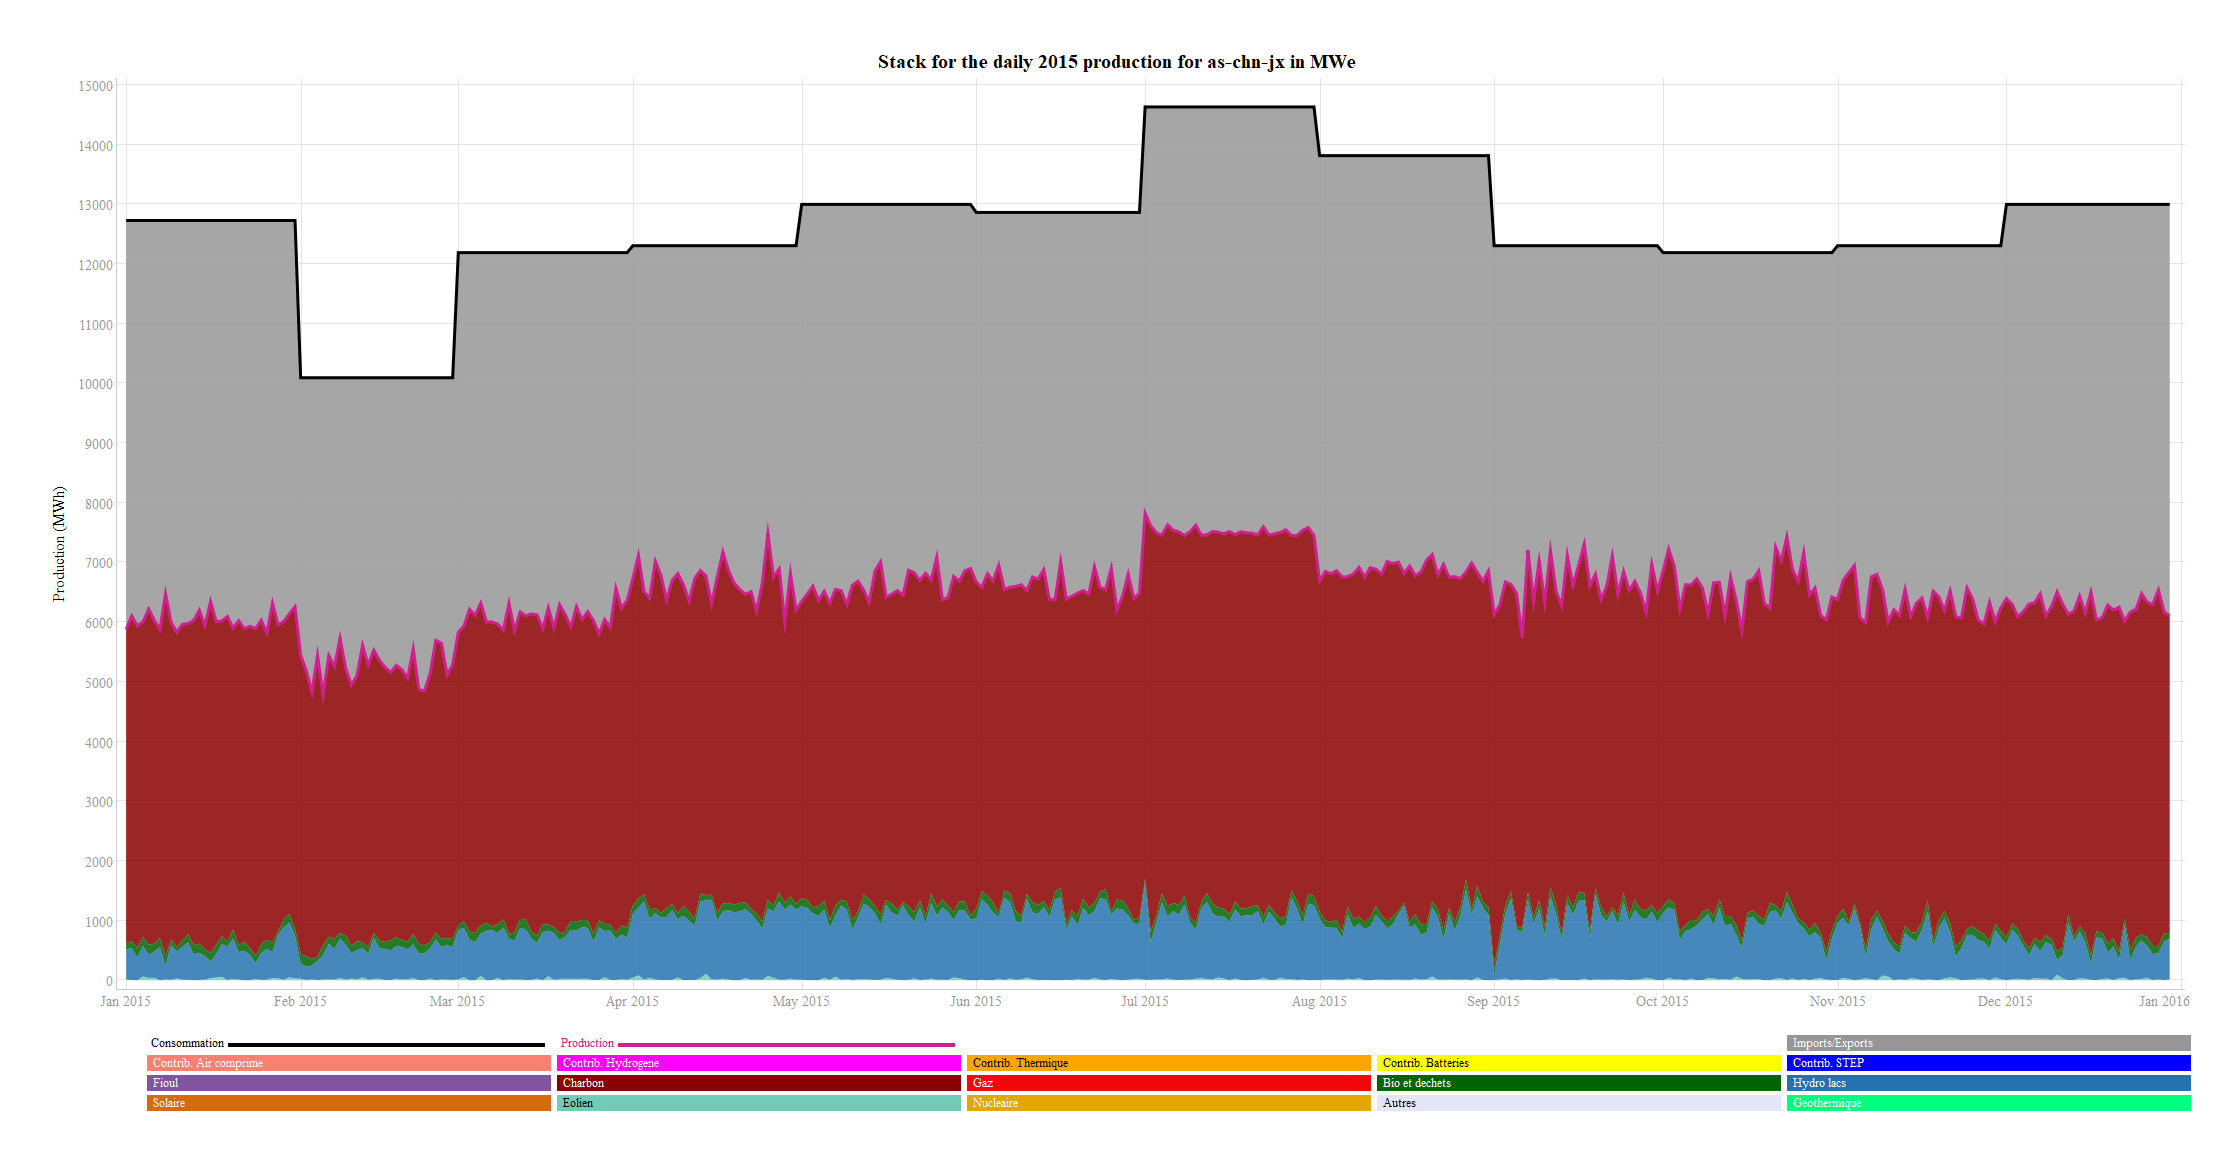 Stack for the daily 2015 production for as-chn-jx in MWe
15000
14000
13000
12000
11000
10000
9000
8000
7000
6000
5000
4000
3000
2000
1000
0
Production (MWh)
Jan 2015 Feb 2015 Mar 2015 Apr 2015 May 2015 Jun 2015 Jul 2015 Aug 2015 Sep 2015 Oct 2015 Nov 2015 Dec 2015 Jan 2016
Consommation Production Imports/Exports
Contrib. Air comprime Contrib. Hydrogene Contrib. Thermique Contrib. Batteries Contrib. STEP
Fioul Charbon Gaz Bio et dechets Hydro lacs
Solaire Eolien Nucleaire Autres Geothermique